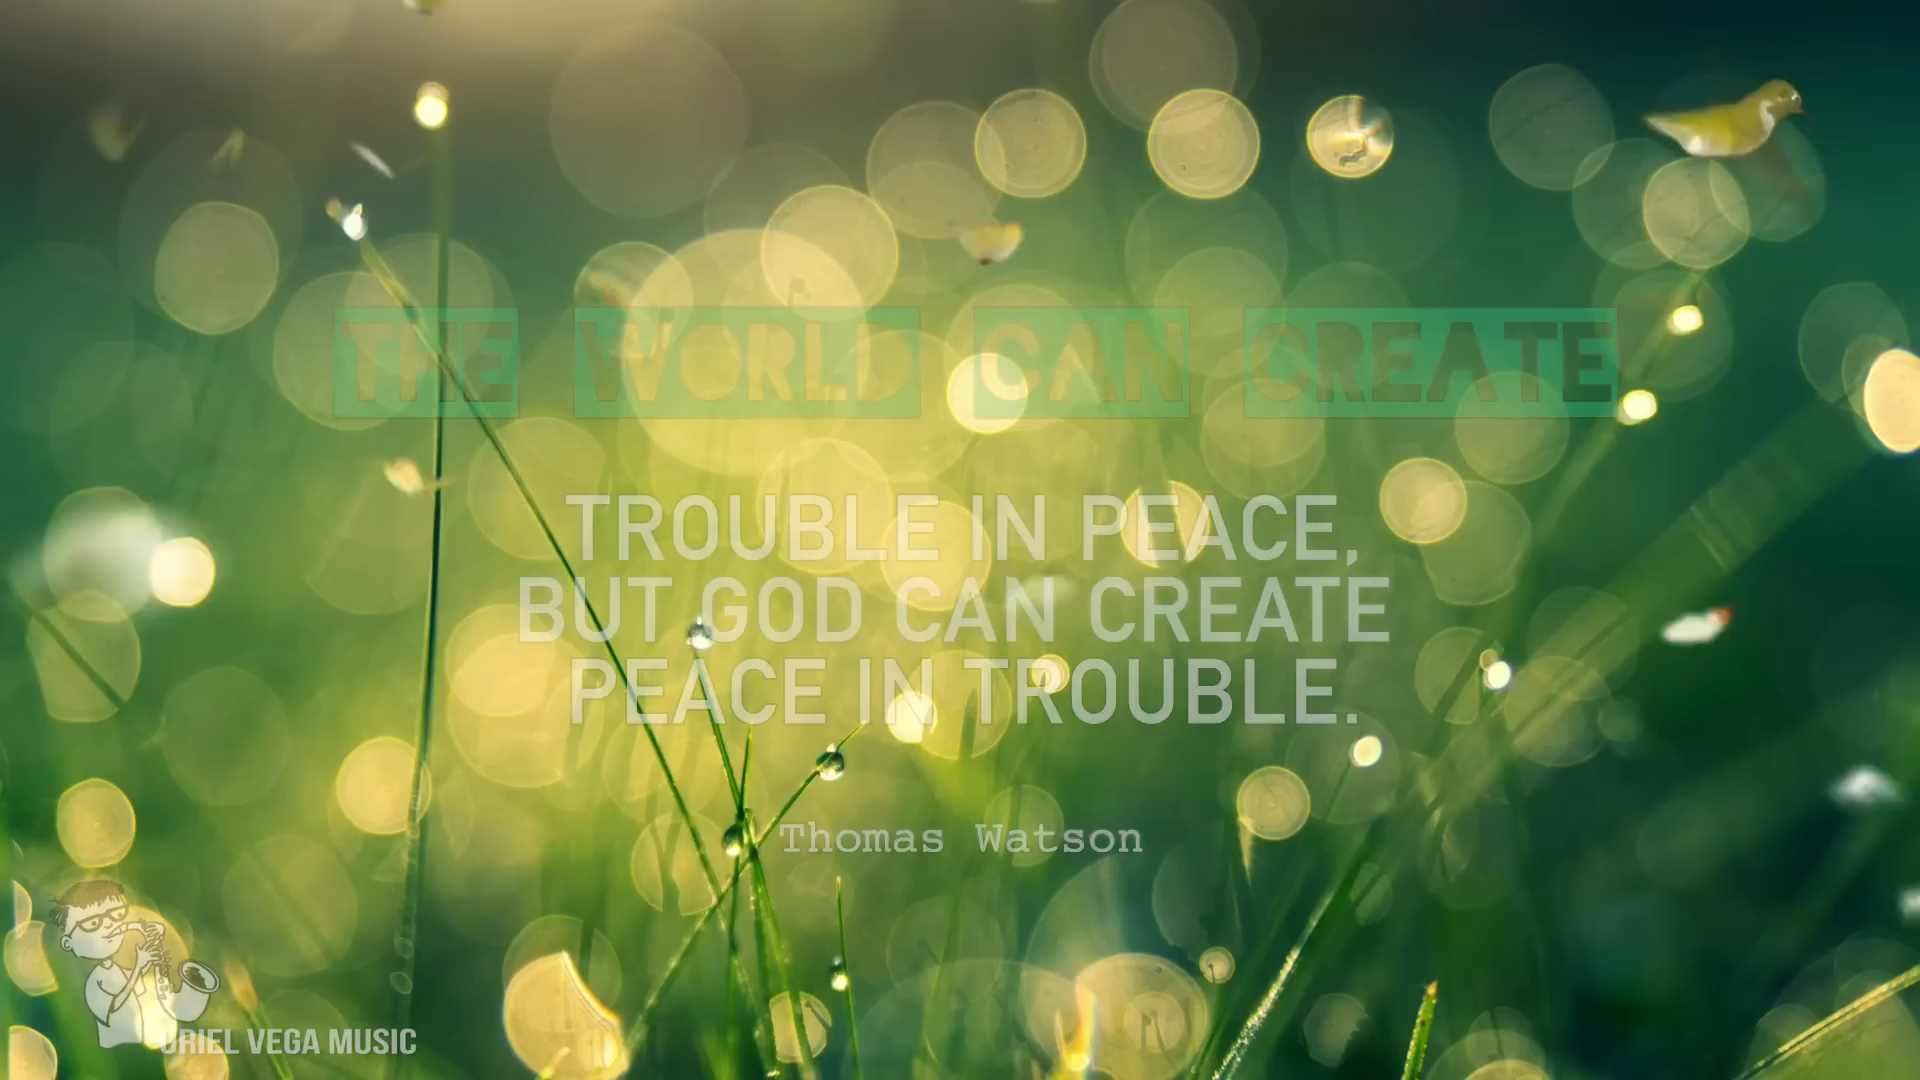 THE WORLD CAN CREATE
TROUBLE IN PEACE,
BUT GOD CAN CREATE
PEACE IN TROUBLE.
Thomas Watson
URIEL VEGA MUSIC